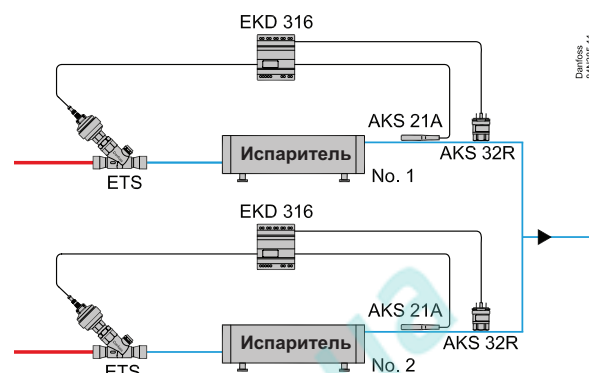 EKD 316
Danfoss
AKS 21A
Испаритель
AKS 32R
ETS
No. 1
EKD 316
AKS 21A
Испаритель
AKS 32R
ETS
No. 2